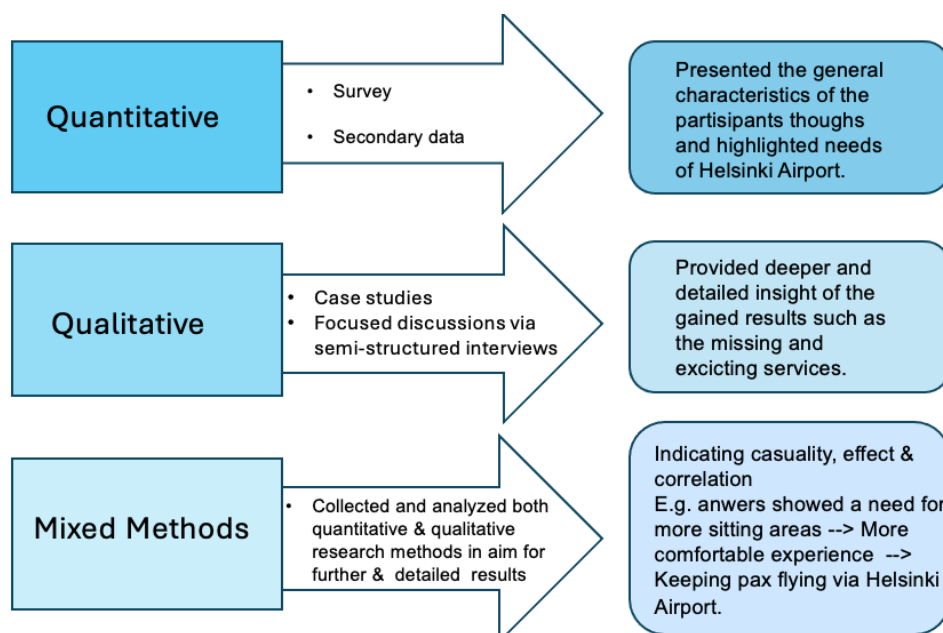 Quantitative
• Survey
• Secondary data
Presented the general
characteristics of the
partisipants thoughs
and highlighted needs
of Helsinki Airport.
Qualitative
• Case studies
• Focused discussions via
semi-structured interviews
Provided deeper and
detailed insight of the
gained results such as
the missing and
excicting services.
Mixed Methods
• Collected and analyzed both
quantitative & qualitative
research methods in aim for
further & detailed results
Indicating casuality, effect &
correlation
E.g. anwers showed a need for
more sitting areas --> More
comfortable experience -->
Keeping pax flying via Helsinki
Airport.